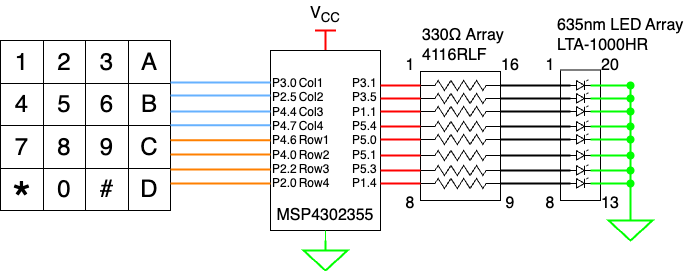 V_CC
330Ω Array
4116RLF
635nm LED Array
LTA-1000HR
1 16 1 20
1 2 3 A
4 5 6 B
7 8 9 C
* 0 # D
P3.0 Col1 P3.1
P2.5 Col2 P3.5
P4.4 Col3 P1.1
P4.7 Col4 P5.4
P4.6 Row1 P5.0
P4.0 Row2 P5.1
P2.2 Row3 P5.3
P2.0 Row4 P1.4
8 9 8 13
MSP4302355